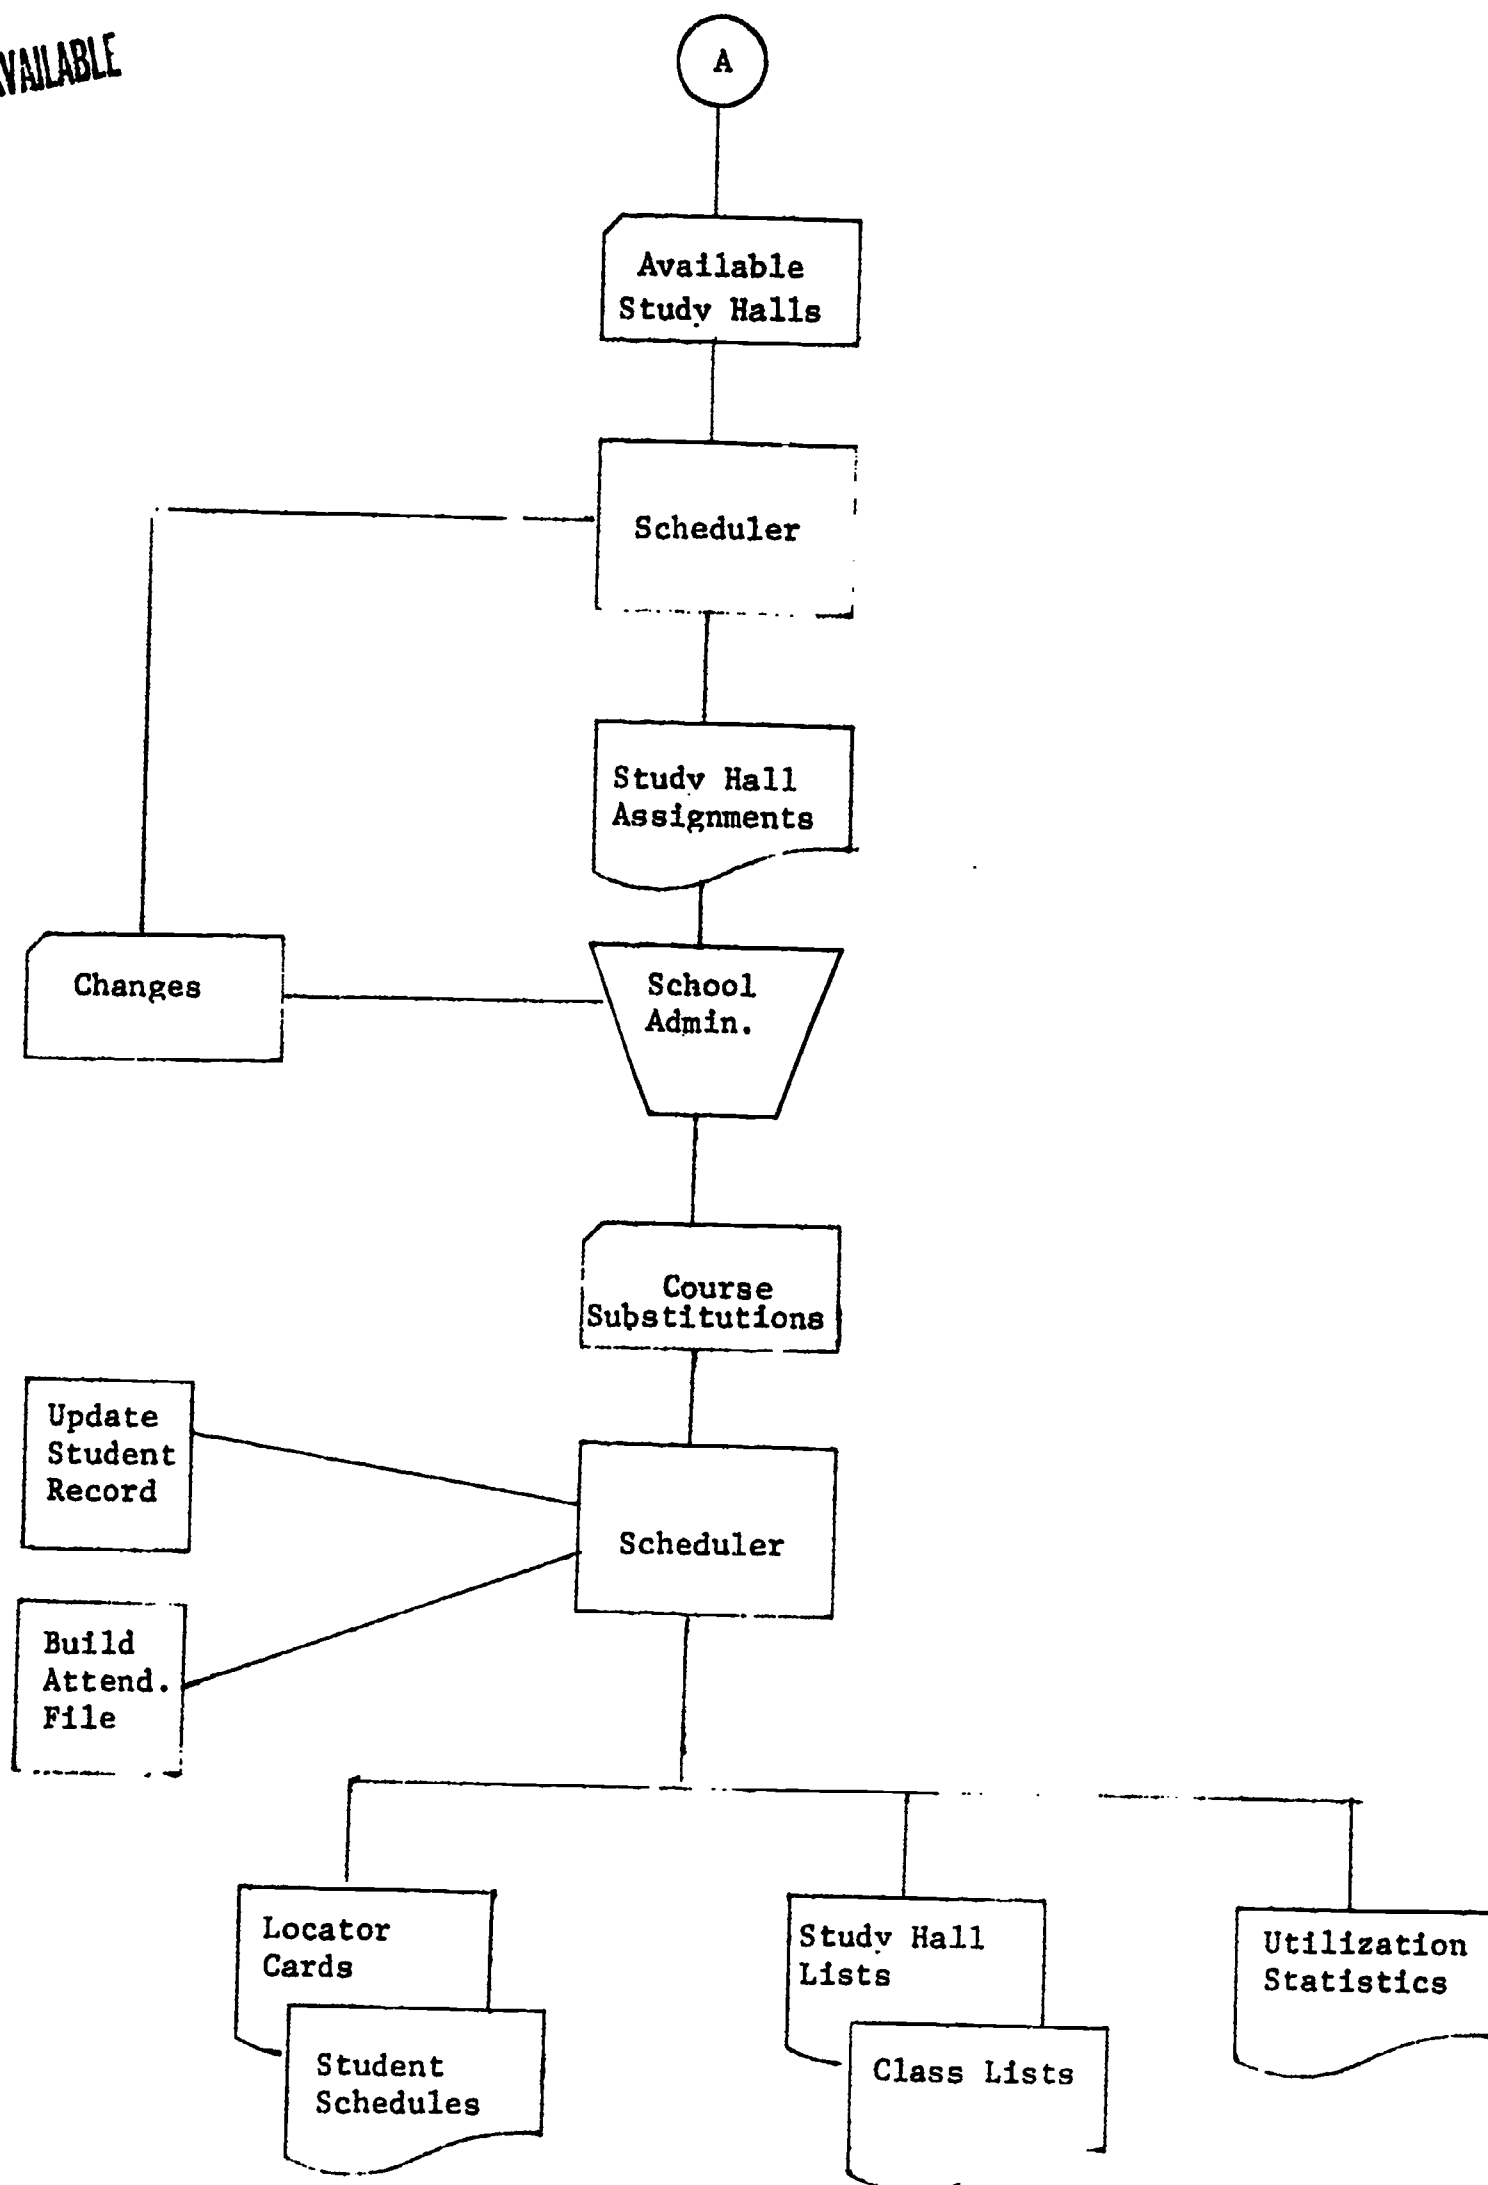 AVAILABLE
A
Available
Study Halls
Scheduler
Study Hall
Assignments
Changes
School
Admin.
Course
Substitutions
Update
Student
Record
Scheduler
Build
Attend.
File
Locator
Cards
Student
Schedules
Study Hall
Lists
Class Lists
Utilization
Statistics